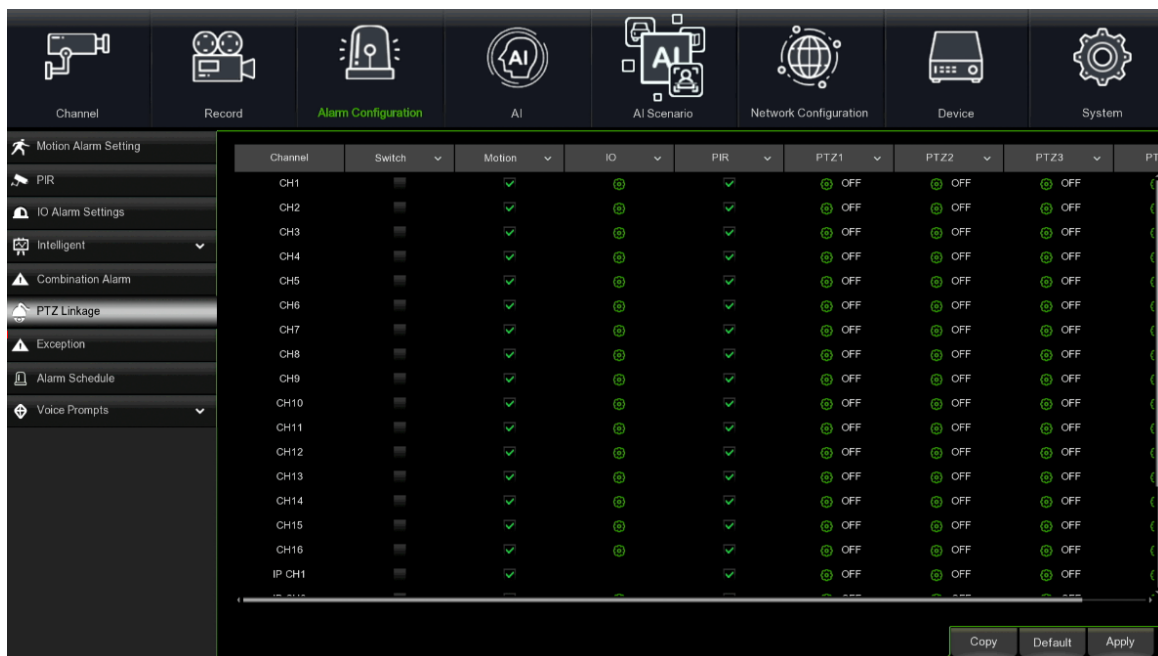 Channel Record Alarm Configuration AI AI Scenario Network Configuration Device System
Motion Alarm Setting
PIR
IO Alarm Settings
Intelligent
Combination Alarm
PTZ Linkage
Exception
Alarm Schedule
Voice Prompts
Channel Switch Motion IO PIR PTZ1 PTZ2 PTZ3
CH1 OFF OFF OFF
CH2 OFF OFF OFF
CH3 OFF OFF OFF
CH4 OFF OFF OFF
CH5 OFF OFF OFF
CH6 OFF OFF OFF
CH7 OFF OFF OFF
CH8 OFF OFF OFF
CH9 OFF OFF OFF
CH10 OFF OFF OFF
CH11 OFF OFF OFF
CH12 OFF OFF OFF
CH13 OFF OFF OFF
CH14 OFF OFF OFF
CH15 OFF OFF OFF
CH16 OFF OFF OFF
IP CH1 OFF OFF OFF
Copy Default Apply